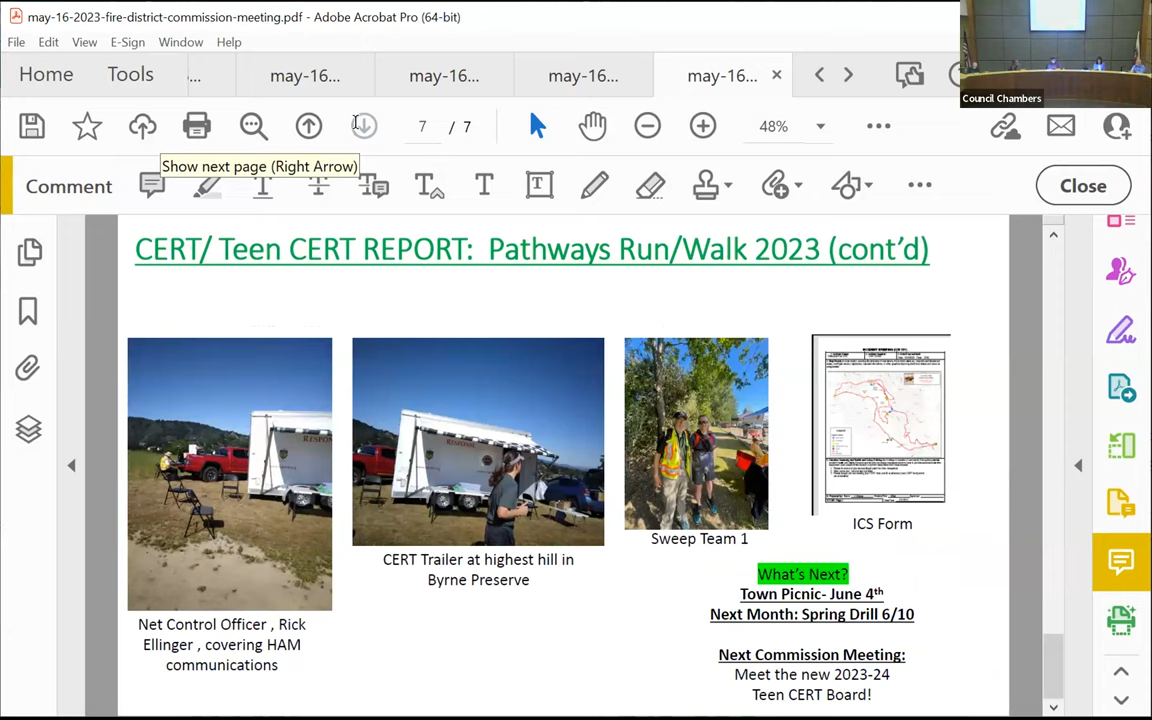 may-16-2023-fire-district-commission-meeting.pdf - Adobe Acrobat Pro (64-bit)
File Edit View E-Sign Window Help
Home Tools ... may-16... may-16... may-16... may-16...
Council Chambers
7 / 7 48%
Show next page (Right Arrow)
Comment Close
CERT/ Teen CERT REPORT: Pathways Run/Walk 2023 (cont’d)
RESPONSE
Net Control Officer , Rick
Ellinger , covering HAM
communications
CERT Trailer at highest hill in
Byrne Preserve
Sweep Team 1
ICS Form
What’s Next?
Town Picnic- June 4th
Next Month: Spring Drill 6/10
Next Commission Meeting:
Meet the new 2023-24
Teen CERT Board!